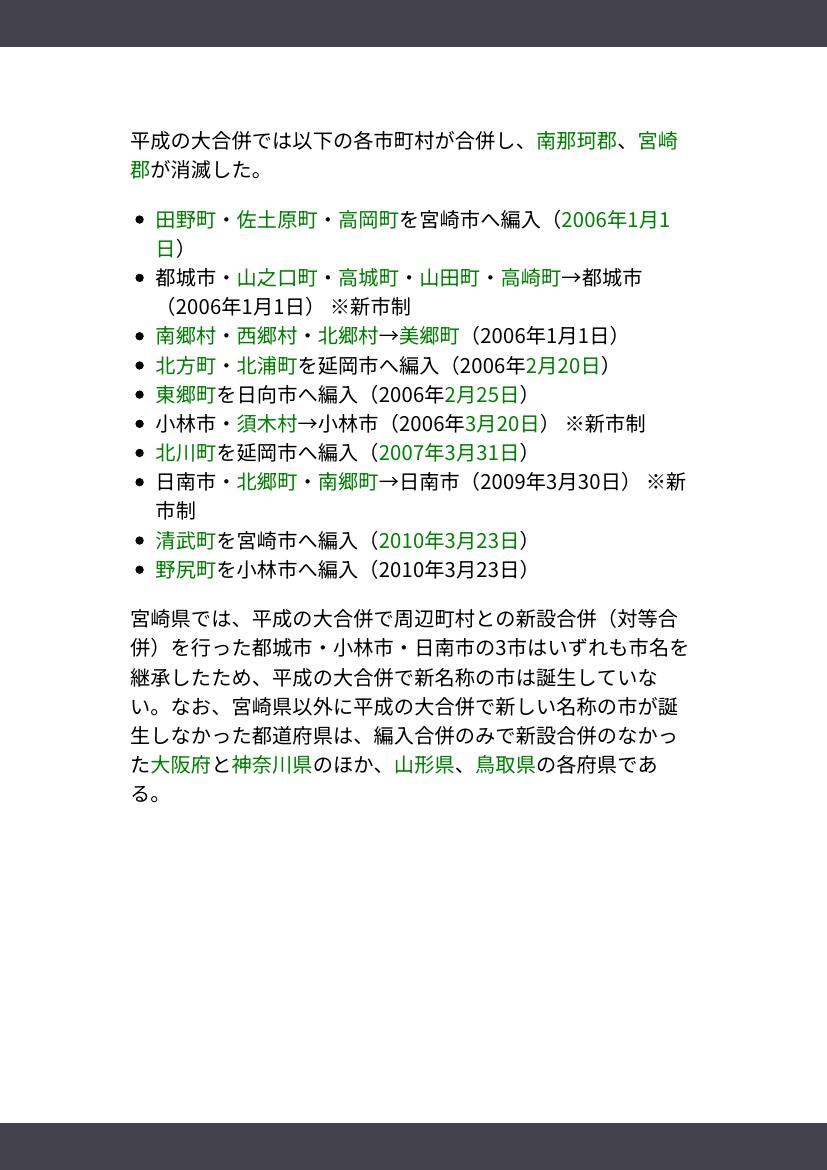 平成の大合併では以下の各市町村が合併し、南那珂郡、宮崎
郡が消滅した。
● 田野町・佐土原町・高岡町を宮崎市へ編入（2006年1月1
日）
● 都城市・山之口町・高城町・山田町・高崎町→都城市
（2006年1月1日） ※新市制
● 南郷村・西郷村・北郷村→美郷町（2006年1月1日）
● 北方町・北浦町を延岡市へ編入（2006年2月20日）
● 東郷町を日向市へ編入（2006年2月25日）
● 小林市・須木村→小林市（2006年3月20日） ※新市制
● 北川町を延岡市へ編入（2007年3月31日）
● 日南市・北郷町・南郷町→日南市（2009年3月30日） ※新
市制
● 清武町を宮崎市へ編入（2010年3月23日）
● 野尻町を小林市へ編入（2010年3月23日）
宮崎県では、平成の大合併で周辺町村との新設合併（対等合
併）を行った都城市・小林市・日南市の3市はいずれも市名を
継承したため、平成の大合併で新名称の市は誕生していな
い。なお、宮崎県以外に平成の大合併で新しい名称の市が誕
生しなかった都道府県は、編入合併のみで新設合併のなかっ
た大阪府と神奈川県のほか、山形県、鳥取県の各府県であ
る。